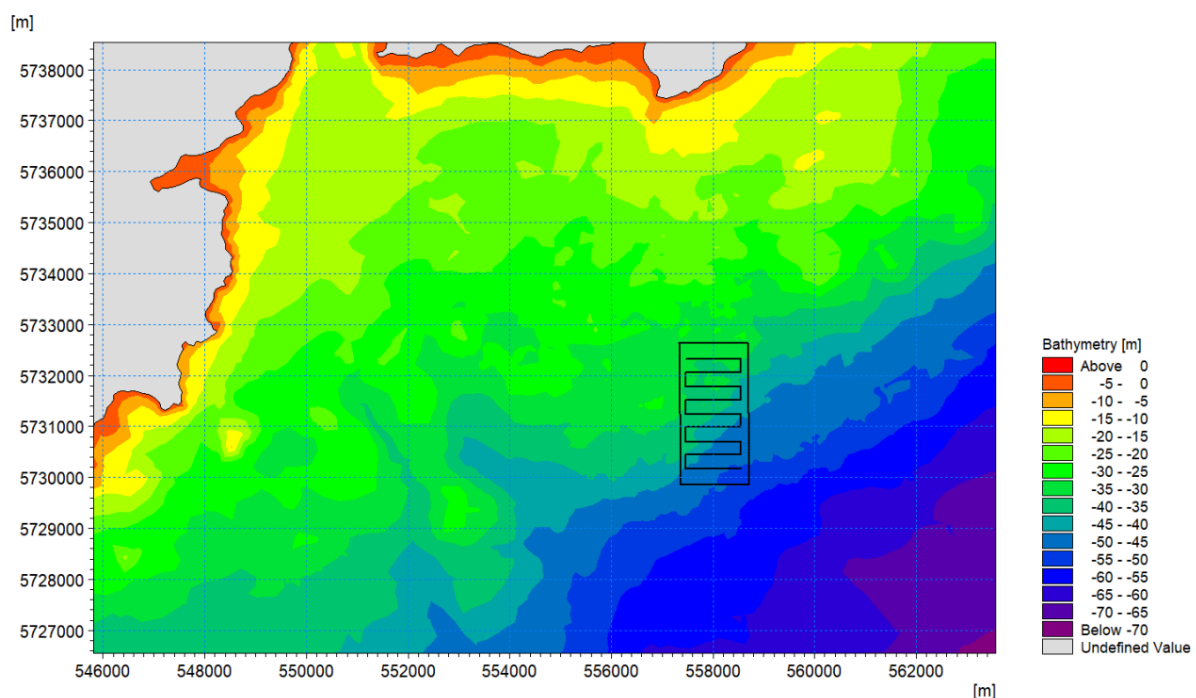 [m]
5738000
5737000
5736000
5735000
5734000
5733000
5732000
5731000
5730000
5729000
5728000
5727000
546000 548000 550000 552000 554000 556000 558000 560000 562000
[m]
Bathymetry [m]
Above 0
-5 - 0
-10 - -5
-15 - -10
-20 - -15
-25 - -20
-30 - -25
-35 - -30
-40 - -35
-45 - -40
-50 - -45
-55 - -50
-60 - -55
-65 - -60
-70 - -65
Below -70
Undefined Value